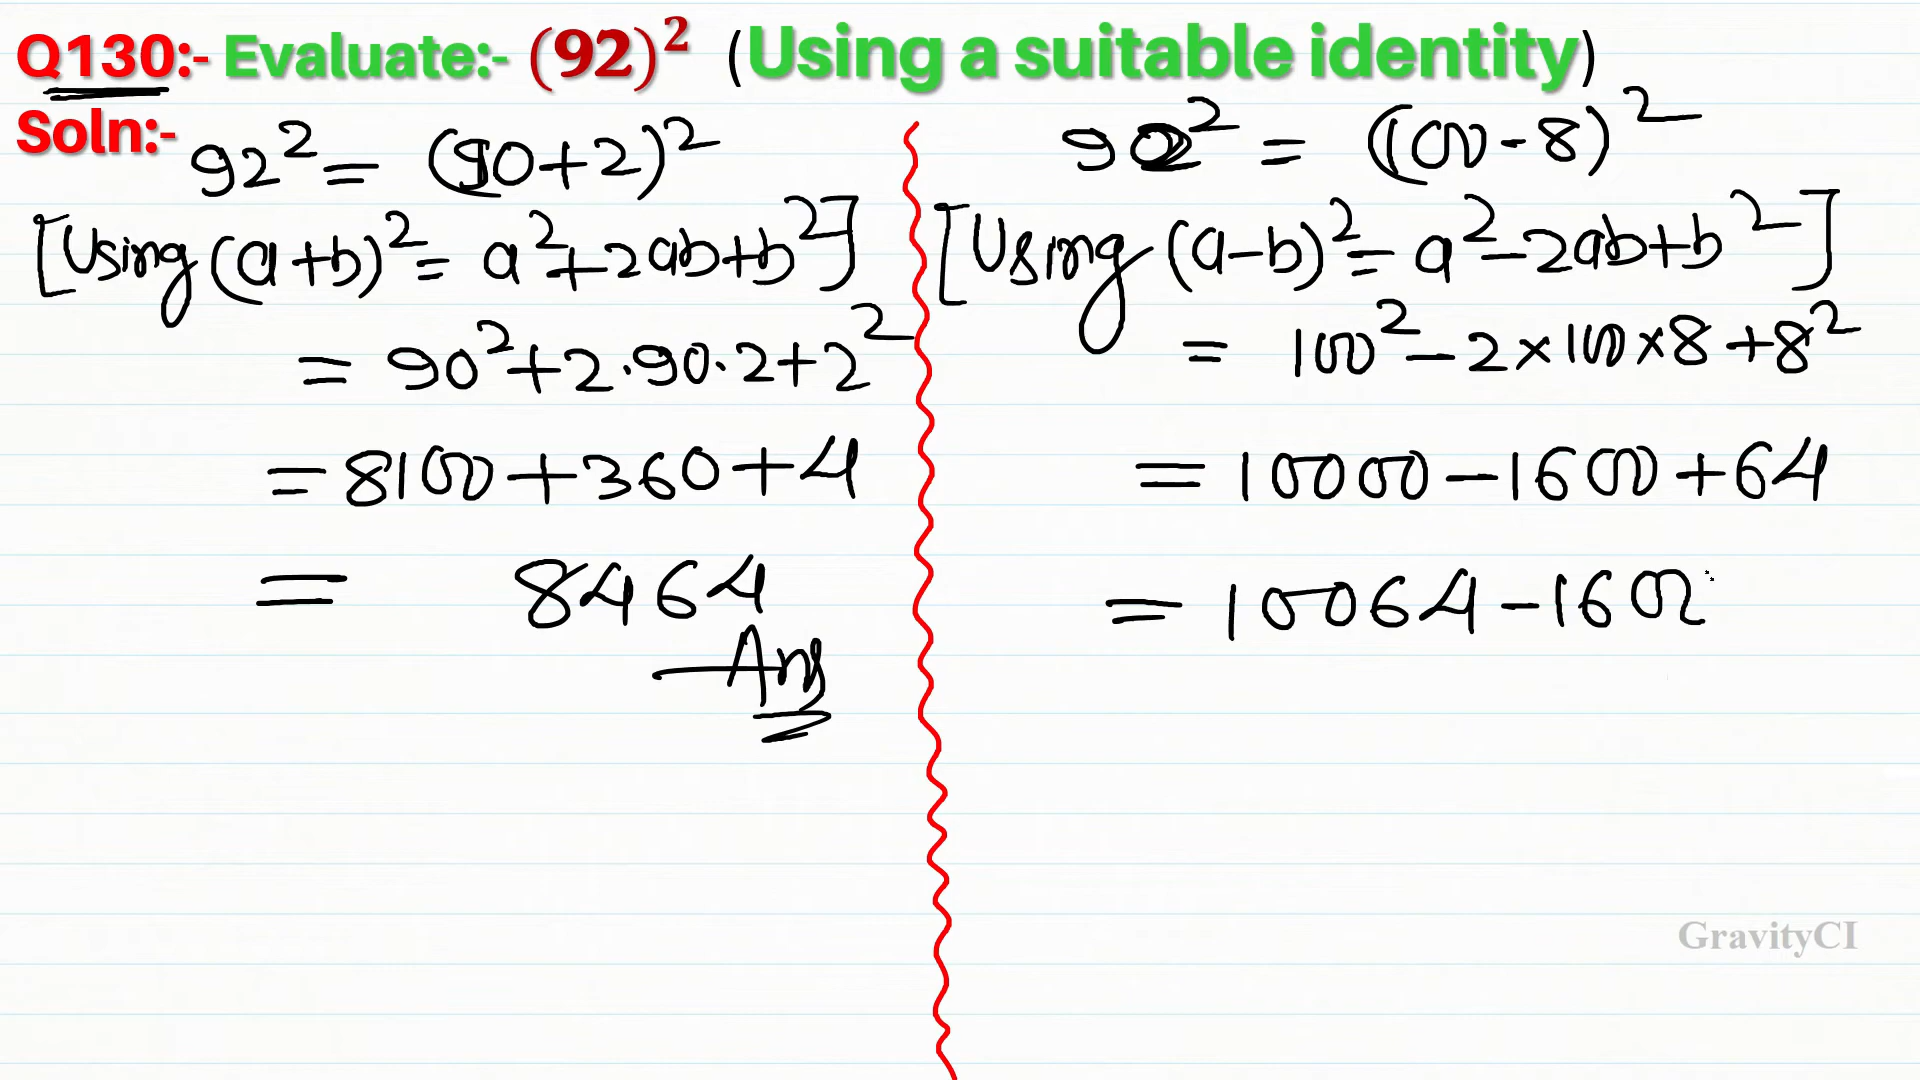 Q130:- Evaluate:- (92)² (Using a suitable identity)
Soln:-
92² = (90+2)²
[Using (a+b)² = a²+2ab+b²]
= 90²+2·90·2+2²
= 8100+360+4
= 8464
Ans
92² = (100-8)²
[Using (a-b)² = a²-2ab+b²]
= 100²-2×100×8+8²
= 10000-1600+64
= 10064-160
GravityCI